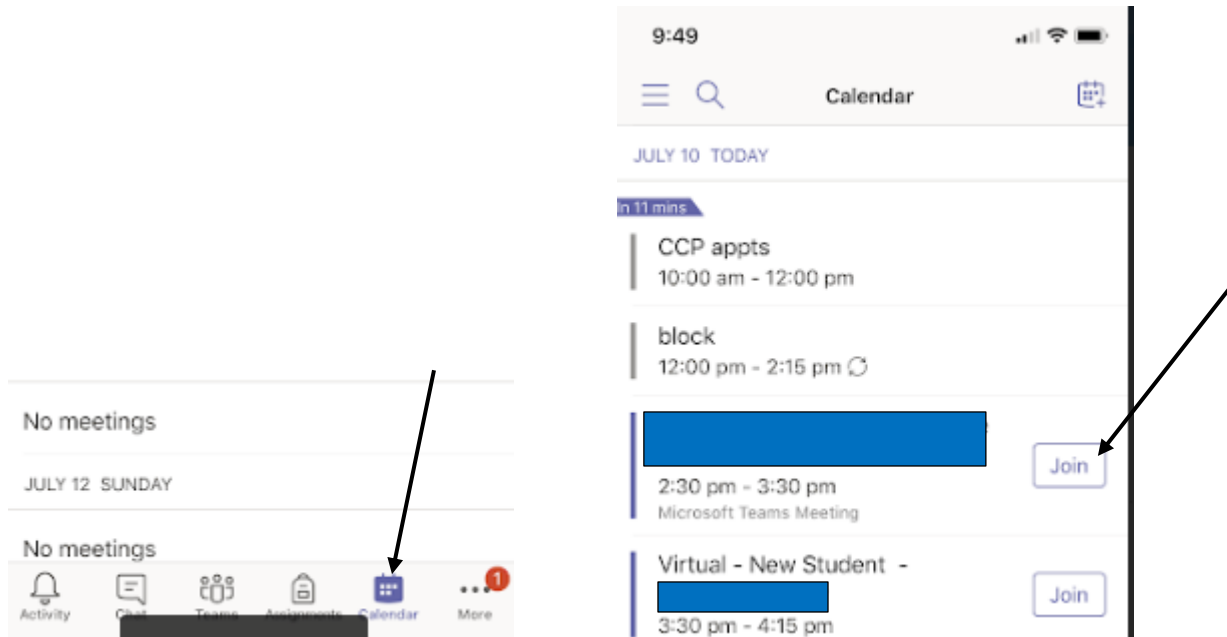 No meetings
JULY 12 SUNDAY
No meetings
1
Activity
Chat
Teams
Assignments
Calendar
More
9:49
Calendar
JULY 10 TODAY
In 11 mins
CCP appts
10:00 am - 12:00 pm
block
12:00 pm - 2:15 pm
Join
2:30 pm - 3:30 pm
Microsoft Teams Meeting
Virtual - New Student -
Join
3:30 pm - 4:15 pm